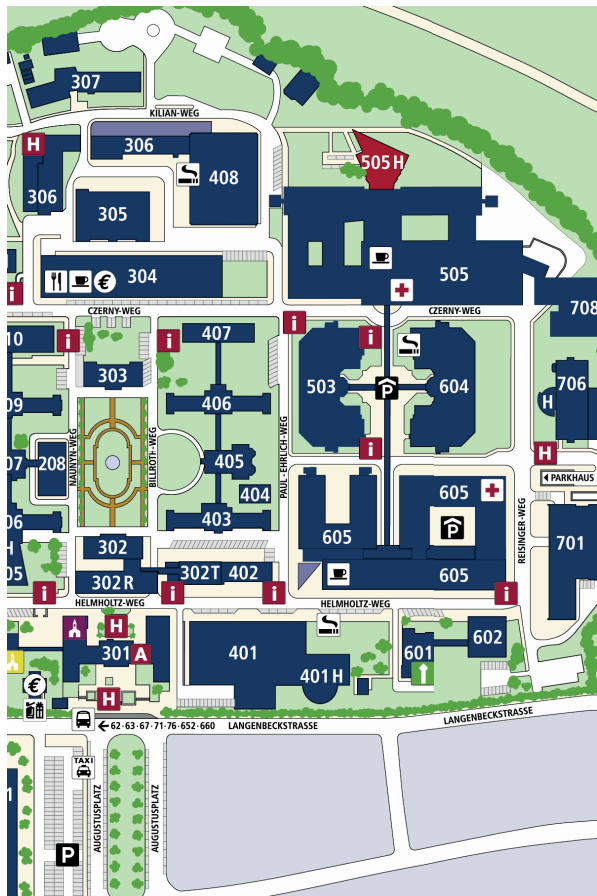 307
KILIAN-WEG
H
306
408
505 H
306
305
304
€
505
i
CZERNY-WEG
CZERNY-WEG
708
10
i
i
407
i
i
303
503
604
706
09
406
P
H
NAUNYN-WEG
BILLROTH-WEG
PAUL-EHRLICH-WEG
07
208
405
i
H
404
605
PARKHAUS
06
403
P
REISINGER-WEG
302
605
701
H
05
302 R
302T
402
605
i
i
i
i
HELMHOLTZ-WEG
HELMHOLTZ-WEG
H
301
A
401
602
601
401 H
€
H
62·63·67·71·76·652·660
LANGENBECKSTRASSE
LANGENBECKSTRASSE
TAXI
1
AUGUSTUSPLATZ
AUGUSTUSPLATZ
P